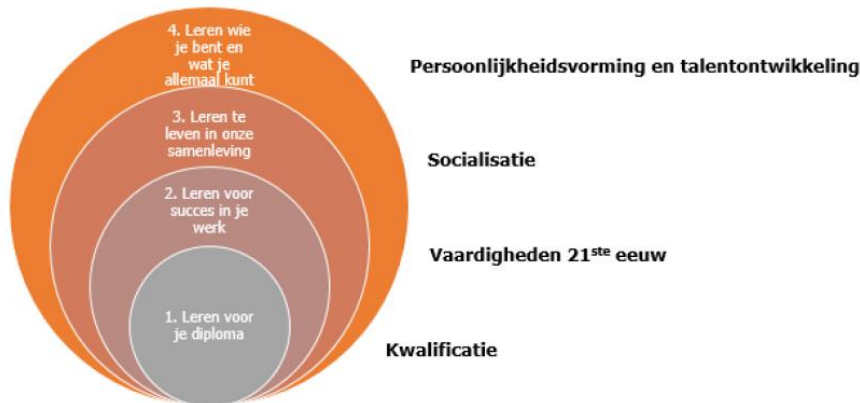 4. Leren wie
je bent en
wat je
allemaal kunt
Persoonlijkheidsvorming en talentontwikkeling
3. Leren te
leven in onze
samenleving
Socialisatie
2. Leren voor
succes in je
werk
Vaardigheden 21ste eeuw
1. Leren voor
je diploma
Kwalificatie